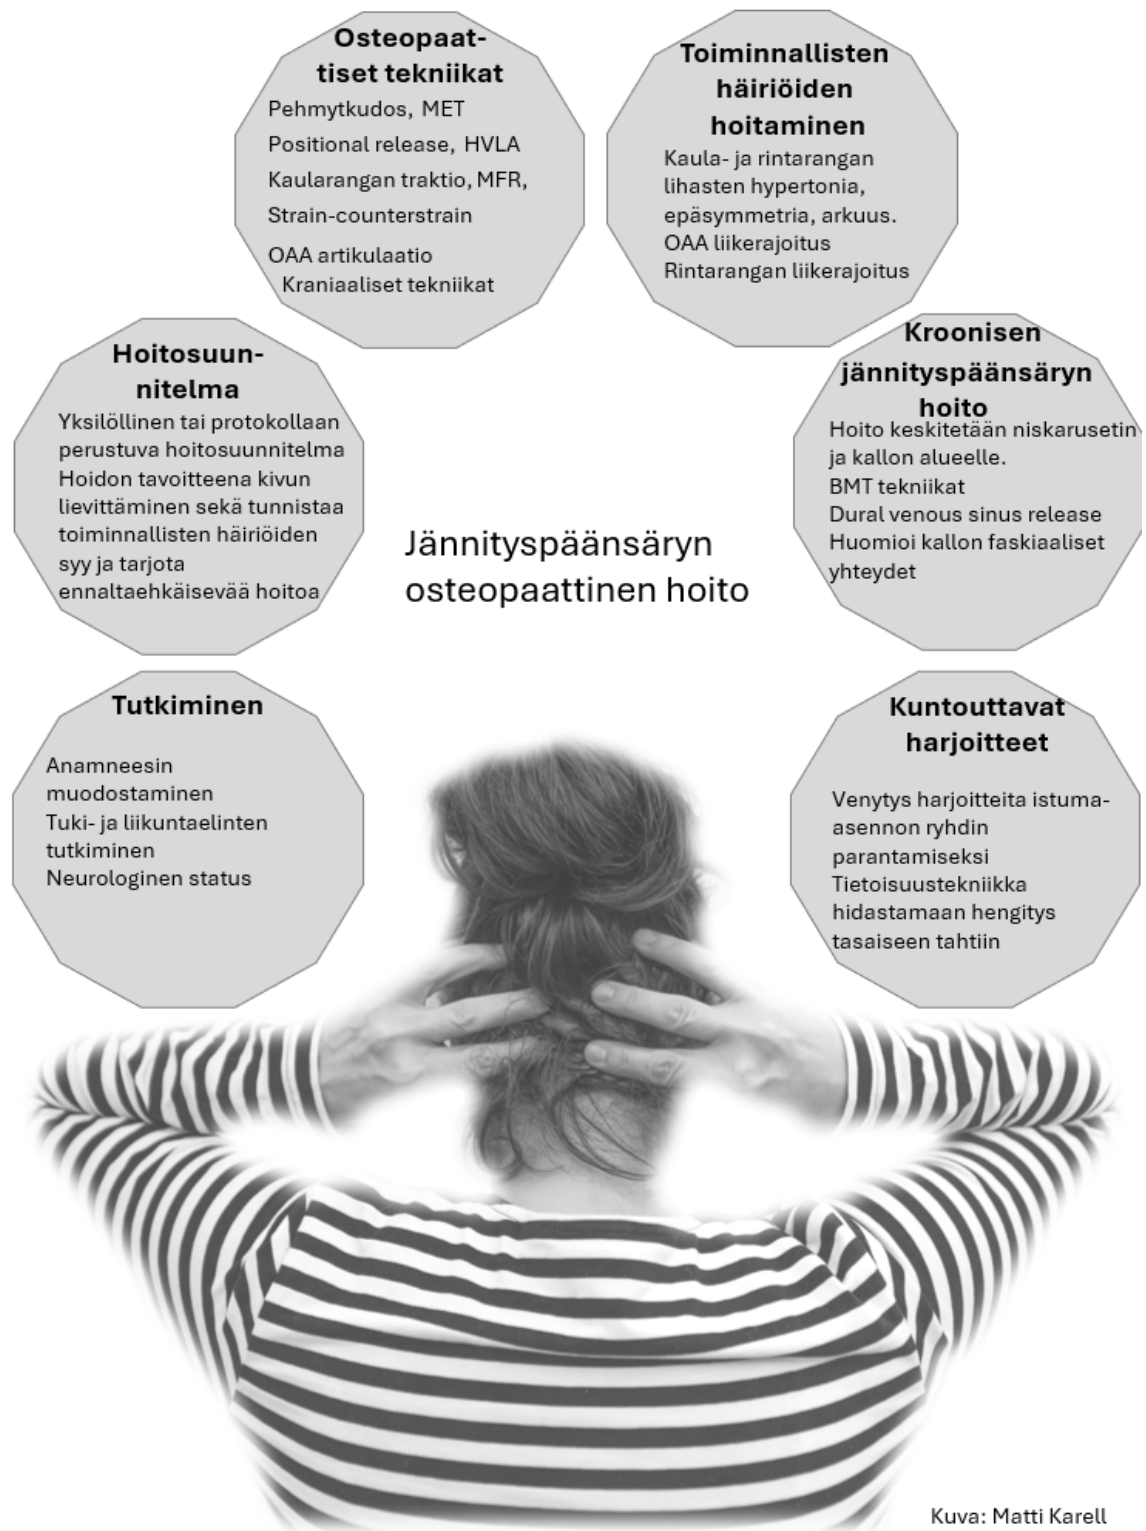 Osteopaat-
tiset tekniikat
Pehmytkudos, MET
Positional release, HVLA
Kaularangan traktio, MFR,
Strain-counterstrain
OAA artikulaatio
Kraniaaliset tekniikat
Toiminnallisten
häiriöiden
hoitaminen
Kaula- ja rintarangan
lihasten hypertonia,
epäsymmetria, arkuus.
OAA liikerajoitus
Rintarangan liikerajoitus
Hoitosuun-
nitelma
Yksilöllinen tai protokollaan
perustuva hoitosuunnitelma
Hoidon tavoitteena kivun
lievittäminen sekä tunnistaa
toiminnallisten häiriöiden
syy ja tarjota
ennaltaehkäisevää hoitoa
Kroonisen
jännityspäänsäryn
hoito
Hoito keskitetään niskarusetin
ja kallon alueelle.
BMT tekniikat
Dural venous sinus release
Huomioi kallon faskiaaliset
yhteydet
Jännityspäänsäryn
osteopaattinen hoito
Tutkiminen
Anamneesin
muodostaminen
Tuki- ja liikuntaelinten
tutkiminen
Neurologinen status
Kuntouttavat
harjoitteet
Venytys harjoitteita istuma-
asennon ryhdin
parantamiseksi
Tietoisuustekniikka
hidastamaan hengitys
tasaiseen tahtiin
Kuva: Matti Karell